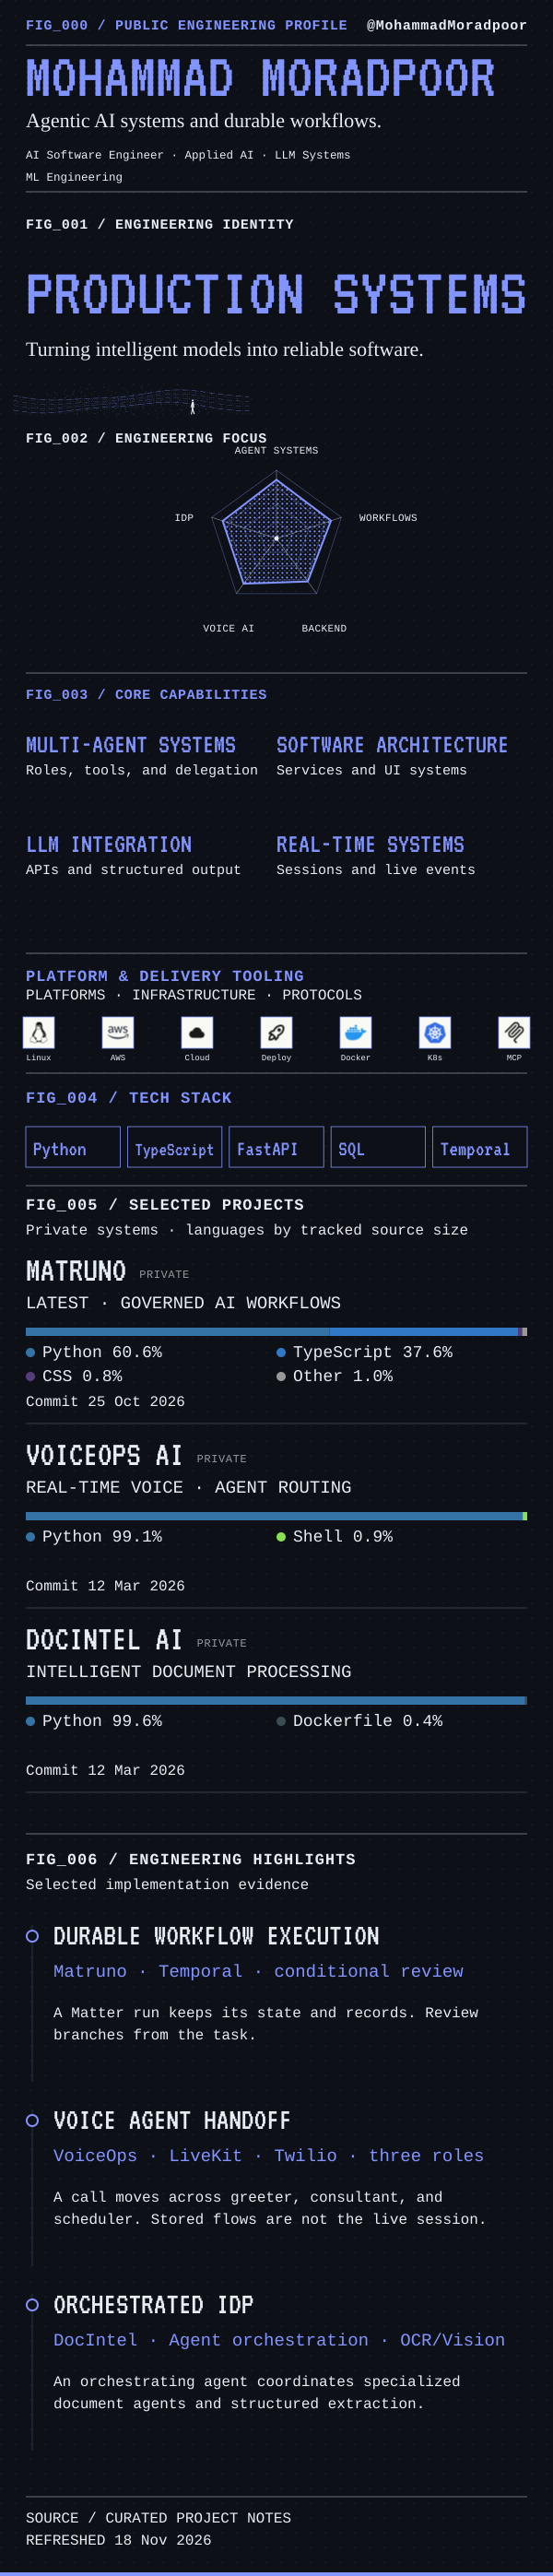 FIG_000 / PUBLIC ENGINEERING PROFILE @MohammadMoradpoor
MOHAMMAD MORADPOOR
Agentic AI systems and durable workflows.
AI Software Engineer · Applied AI · LLM Systems
ML Engineering
FIG_001 / ENGINEERING IDENTITY
PRODUCTION SYSTEMS
Turning intelligent models into reliable software.
FIG_002 / ENGINEERING FOCUS
AGENT SYSTEMS
IDP
WORKFLOWS
VOICE AI
BACKEND
FIG_003 / CORE CAPABILITIES
MULTI-AGENT SYSTEMS
Roles, tools, and delegation
SOFTWARE ARCHITECTURE
Services and UI systems
LLM INTEGRATION
APIs and structured output
REAL-TIME SYSTEMS
Sessions and live events
PLATFORM & DELIVERY TOOLING
PLATFORMS · INFRASTRUCTURE · PROTOCOLS
aws
Linux AWS Cloud Deploy Docker K8s MCP
FIG_004 / TECH STACK
Python TypeScript FastAPI SQL Temporal
FIG_005 / SELECTED PROJECTS
Private systems · languages by tracked source size
MATRUNO PRIVATE
LATEST · GOVERNED AI WORKFLOWS
Python 60.6% TypeScript 37.6%
CSS 0.8% Other 1.0%
Commit 25 Oct 2026
VOICEOPS AI PRIVATE
REAL-TIME VOICE · AGENT ROUTING
Python 99.1% Shell 0.9%
Commit 12 Mar 2026
DOCINTEL AI PRIVATE
INTELLIGENT DOCUMENT PROCESSING
Python 99.6% Dockerfile 0.4%
Commit 12 Mar 2026
FIG_006 / ENGINEERING HIGHLIGHTS
Selected implementation evidence
DURABLE WORKFLOW EXECUTION
Matruno · Temporal · conditional review
A Matter run keeps its state and records. Review
branches from the task.
VOICE AGENT HANDOFF
VoiceOps · LiveKit · Twilio · three roles
A call moves across greeter, consultant, and
scheduler. Stored flows are not the live session.
ORCHESTRATED IDP
DocIntel · Agent orchestration · OCR/Vision
An orchestrating agent coordinates specialized
document agents and structured extraction.
SOURCE / CURATED PROJECT NOTES
REFRESHED 18 Nov 2026